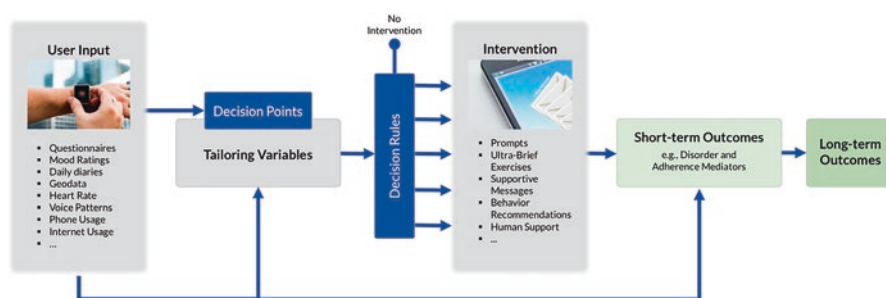 No
Intervention
User Input
Questionnaires
Mood Ratings
Daily diaries
Geodata
Heart Rate
Voice Patterns
Phone Usage
Internet Usage
...
Decision Points
Tailoring Variables
Decision Rules
Intervention
Prompts
Ultra-Brief
Exercises
Supportive
Messages
Behavior
Recommendations
Human Support
...
Short-term Outcomes
e.g., Disorder and
Adherence Mediators
Long-term
Outcomes